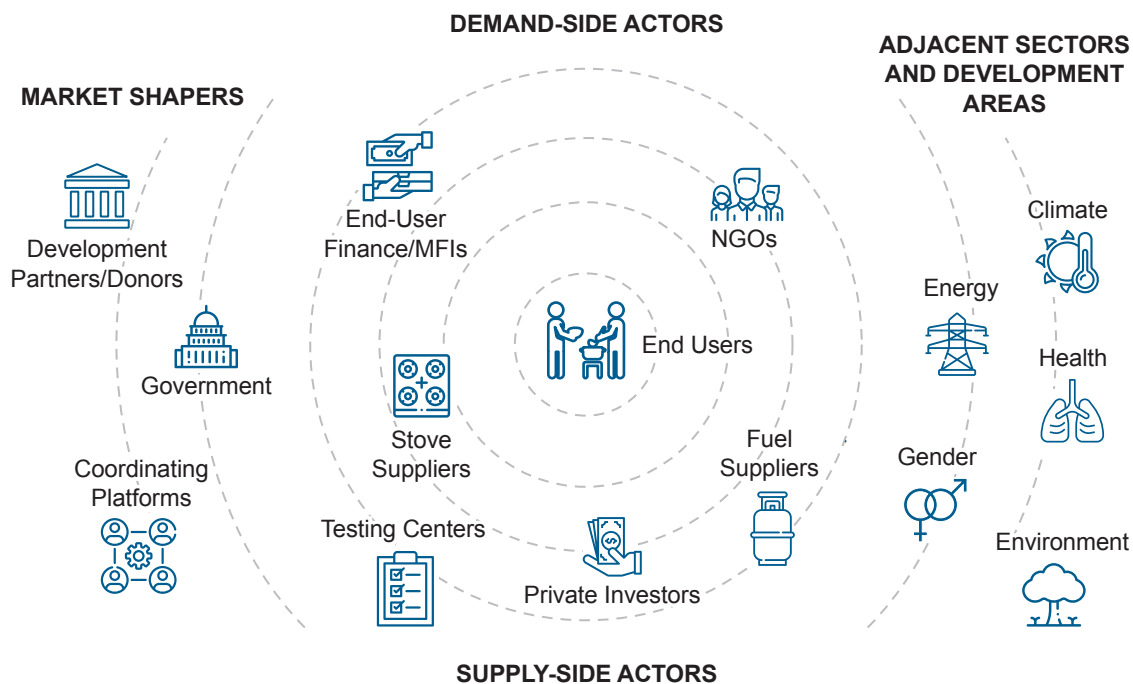 DEMAND-SIDE ACTORS
ADJACENT SECTORS
AND DEVELOPMENT
AREAS
MARKET SHAPERS
Development
Partners/Donors
Government
Coordinating
Platforms
End-User
Finance/MFIs
NGOs
End Users
Stove
Suppliers
Fuel
Suppliers
Testing Centers
Private Investors
Climate
Energy
Health
Gender
Environment
SUPPLY-SIDE ACTORS